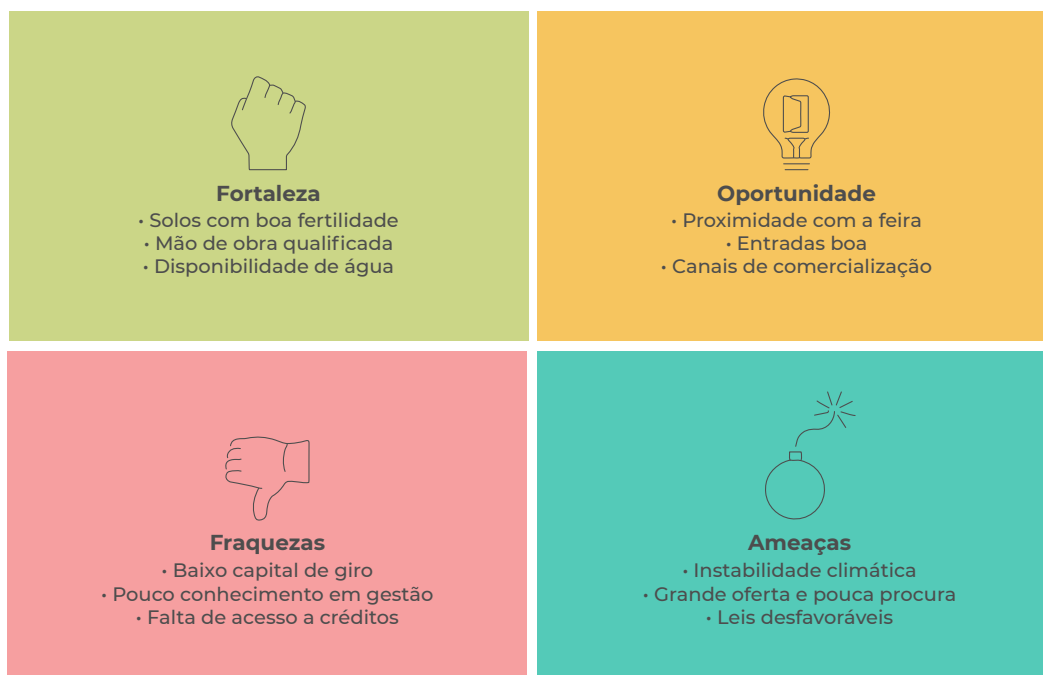 Fortaleza
• Solos com boa fertilidade
• Mão de obra qualificada
• Disponibilidade de água
Oportunidade
• Proximidade com a feira
• Entradas boa
• Canais de comercialização
Fraquezas
• Baixo capital de giro
• Pouco conhecimento em gestão
• Falta de acesso a créditos
Ameaças
• Instabilidade climática
• Grande oferta e pouca procura
• Leis desfavoráveis